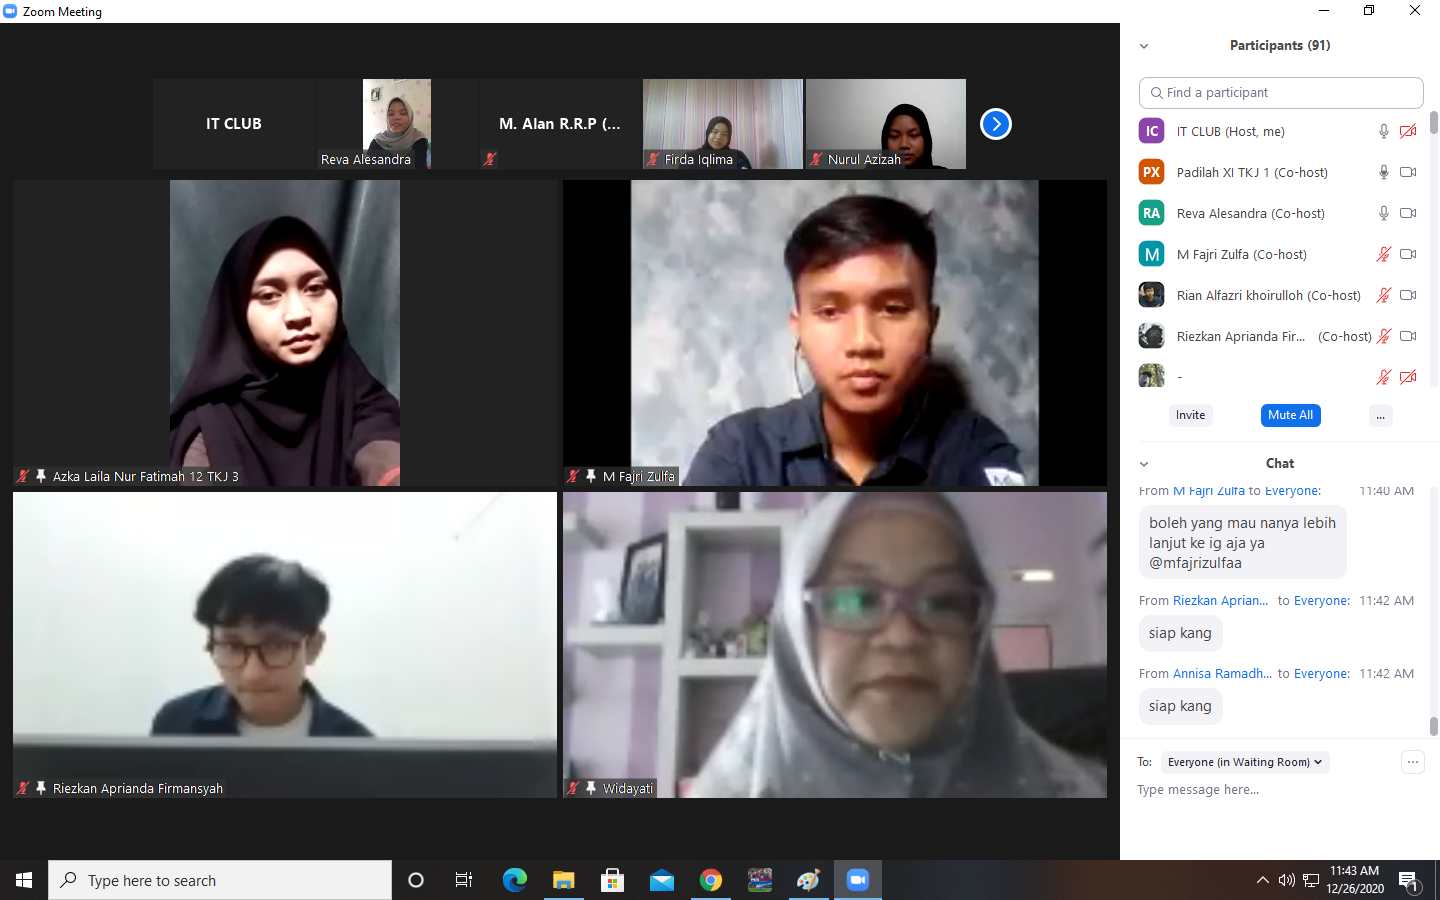 Zoom Meeting
IT CLUB
Reva Alesandra
M. Alan R.R.P (...
Firda Iqlima
Nurul Azizah
Azka Laila Nur Fatimah 12 TKJ 3
M Fajri Zulfa
Riezkan Aprianda Firmansyah
Widayati
Participants (91)
Find a participant
IC IT CLUB (Host, me)
PX Padilah XI TKJ 1 (Co-host)
RA Reva Alesandra (Co-host)
M M Fajri Zulfa (Co-host)
Rian Alfazri khoirulloh (Co-host)
Riezkan Aprianda Fir... (Co-host)
-
Invite Mute All ...
Chat
From M Fajri Zulfa to Everyone: 11:40 AM
boleh yang mau nanya lebih
lanjut ke ig aja ya
@mfajrizulfaa
From Riezkan Aprian... to Everyone: 11:42 AM
siap kang
From Annisa Ramadh... to Everyone: 11:42 AM
siap kang
To: Everyone (in Waiting Room)
Type message here...
Type here to search
11:43 AM
12/26/2020
1